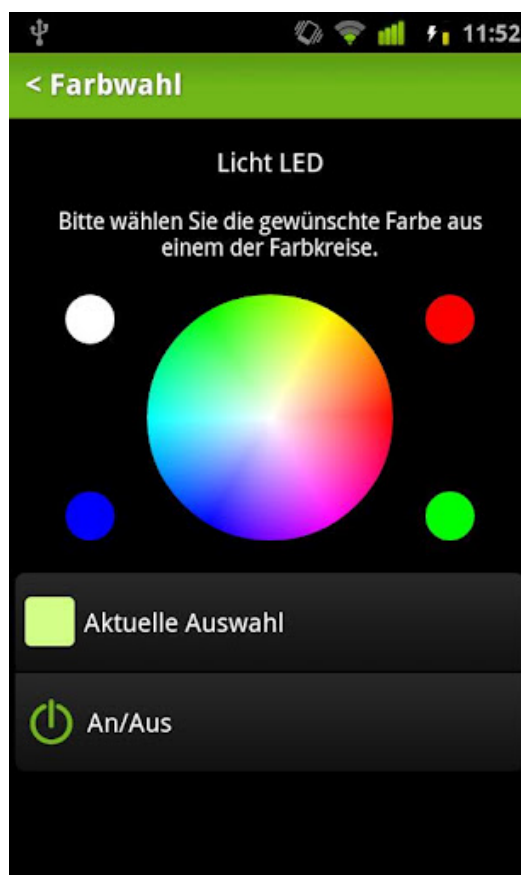 11:52
< Farbwahl
Licht LED
Bitte wählen Sie die gewünschte Farbe aus
einem der Farbkreise.
Aktuelle Auswahl
An/Aus